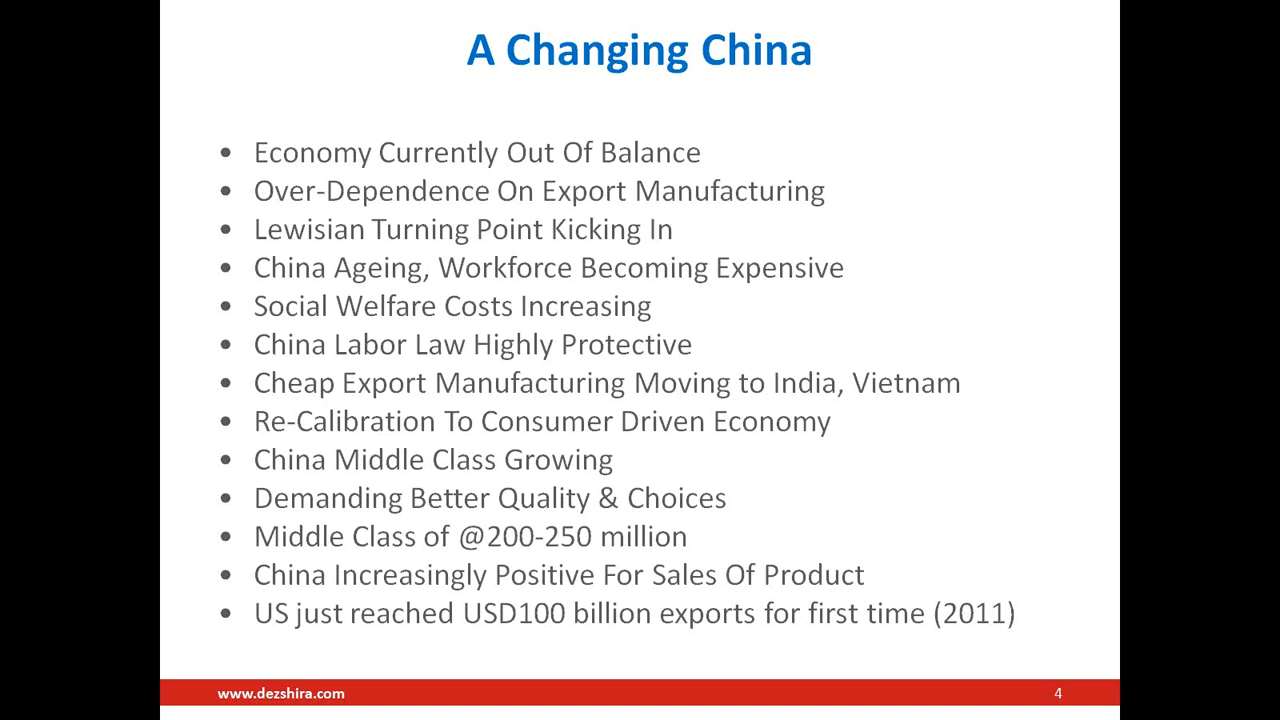 A Changing China
• Economy Currently Out Of Balance
• Over-Dependence On Export Manufacturing
• Lewisian Turning Point Kicking In
• China Ageing, Workforce Becoming Expensive
• Social Welfare Costs Increasing
• China Labor Law Highly Protective
• Cheap Export Manufacturing Moving to India, Vietnam
• Re-Calibration To Consumer Driven Economy
• China Middle Class Growing
• Demanding Better Quality & Choices
• Middle Class of @200-250 million
• China Increasingly Positive For Sales Of Product
• US just reached USD100 billion exports for first time (2011)
www.dezshira.com 4